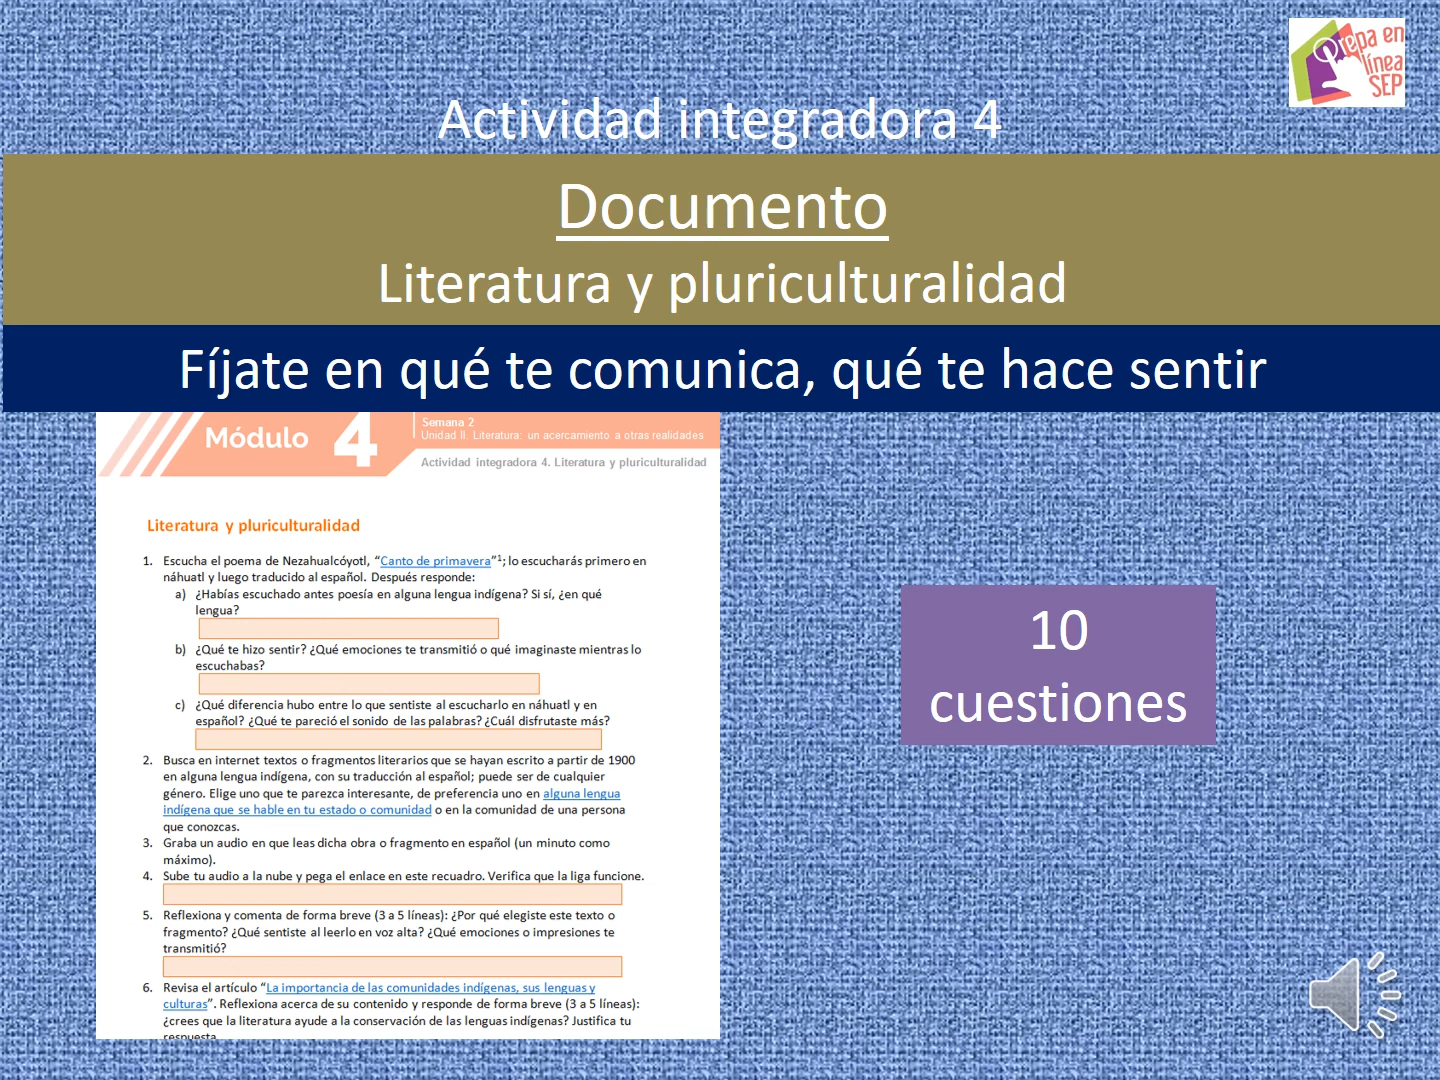 Prepa en
línea
SEP
Actividad integradora 4
Documento
Literatura y pluriculturalidad
Fíjate en qué te comunica, qué te hace sentir
Módulo 4
Semana 2
Unidad II. Literatura: un acercamiento a otras realidades
Actividad integradora 4. Literatura y pluriculturalidad
Literatura y pluriculturalidad
1. Escucha el poema de Nezahualcóyotl, “Canto de primavera”1; lo escucharás primero en
náhuatl y luego traducido al español. Después responde:
a) ¿Habías escuchado antes poesía en alguna lengua indígena? Si sí, ¿en qué
lengua?
b) ¿Qué te hizo sentir? ¿Qué emociones te transmitió o qué imaginaste mientras lo
escuchabas?
c) ¿Qué diferencia hubo entre lo que sentiste al escucharlo en náhuatl y en
español? ¿Qué te pareció el sonido de las palabras? ¿Cuál disfrutaste más?
2. Busca en internet textos o fragmentos literarios que se hayan escrito a partir de 1900
en alguna lengua indígena, con su traducción al español; puede ser de cualquier
género. Elige uno que te parezca interesante, de preferencia uno en alguna lengua
indígena que se hable en tu estado o comunidad o en la comunidad de una persona
que conozcas.
3. Graba un audio en que leas dicha obra o fragmento en español (un minuto como
máximo).
4. Sube tu audio a la nube y pega el enlace en este recuadro. Verifica que la liga funcione.
5. Reflexiona y comenta de forma breve (3 a 5 líneas): ¿Por qué elegiste este texto o
fragmento? ¿Qué sentiste al leerlo en voz alta? ¿Qué emociones o impresiones te
transmitió?
6. Revisa el artículo “La importancia de las comunidades indígenas, sus lenguas y
culturas”. Reflexiona acerca de su contenido y responde de forma breve (3 a 5 líneas):
¿crees que la literatura ayude a la conservación de las lenguas indígenas? Justifica tu
respuesta
10
cuestiones